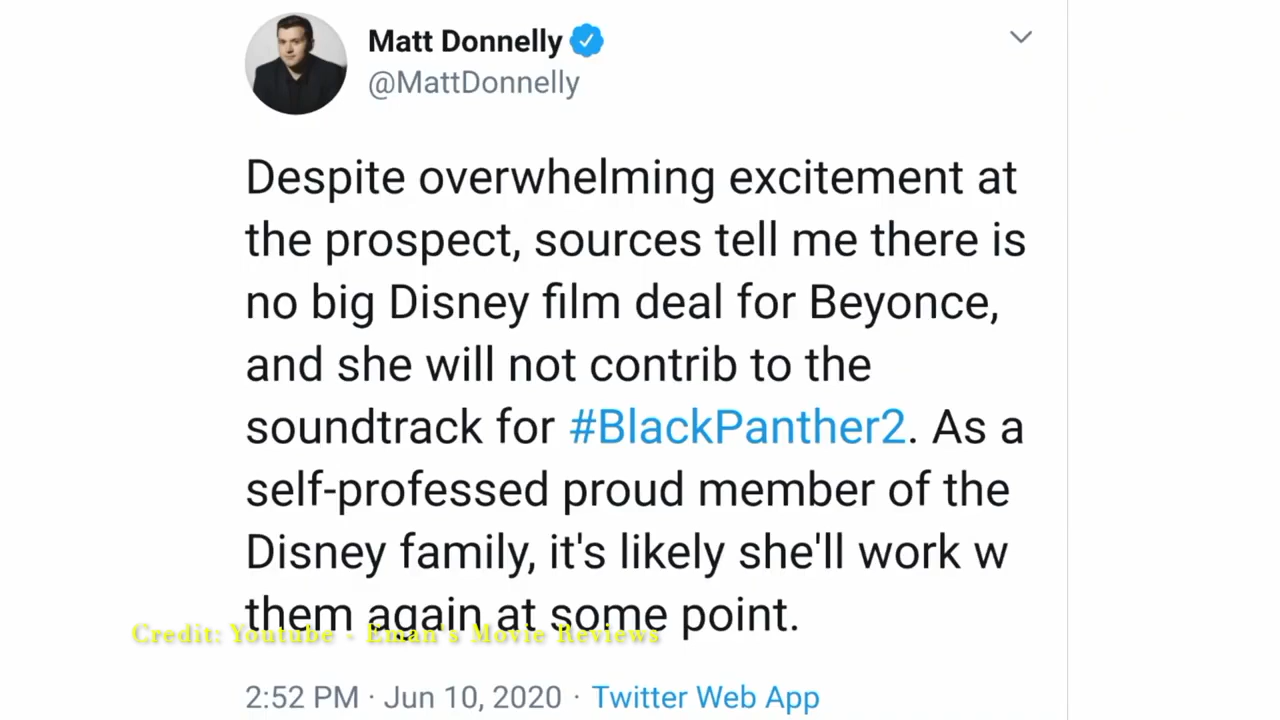 Matt Donnelly
@MattDonnelly
Despite overwhelming excitement at
the prospect, sources tell me there is
no big Disney film deal for Beyonce,
and she will not contrib to the
soundtrack for #BlackPanther2. As a
self-professed proud member of the
Disney family, it's likely she'll work w
them again at some point.
Credit: Youtube - Eman's Movie Reviews
2:52 PM · Jun 10, 2020 · Twitter Web App